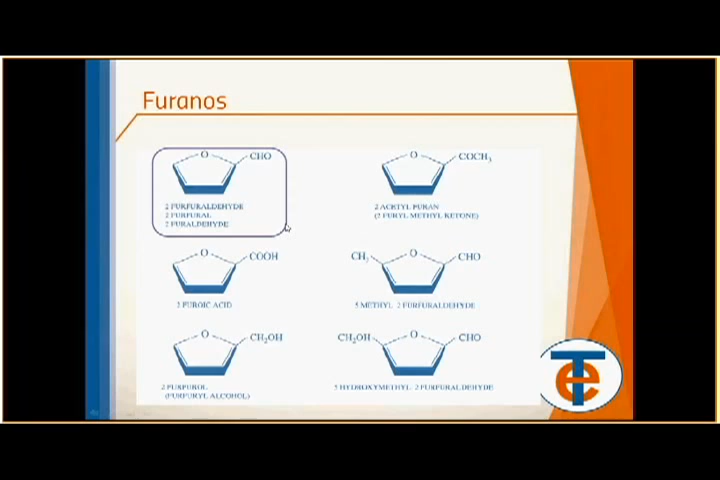 Furanos
O
CHO
2 FURFURALDEHYDE
2 FURFURAL
2 FURALDEHYDE
O
COCH3
2 ACETYL FURAN
(2 FURYL METHYL KETONE)
O
COOH
2 FUROIC ACID
CH3
O
CHO
5 METHYL 2 FURFURALDEHYDE
O
CH2OH
2 FURFUROL
(FURFURYL ALCOHOL)
CH2OH
O
CHO
5 HYDROXYMETHYL 2 FURFURALDEHYDE
Te